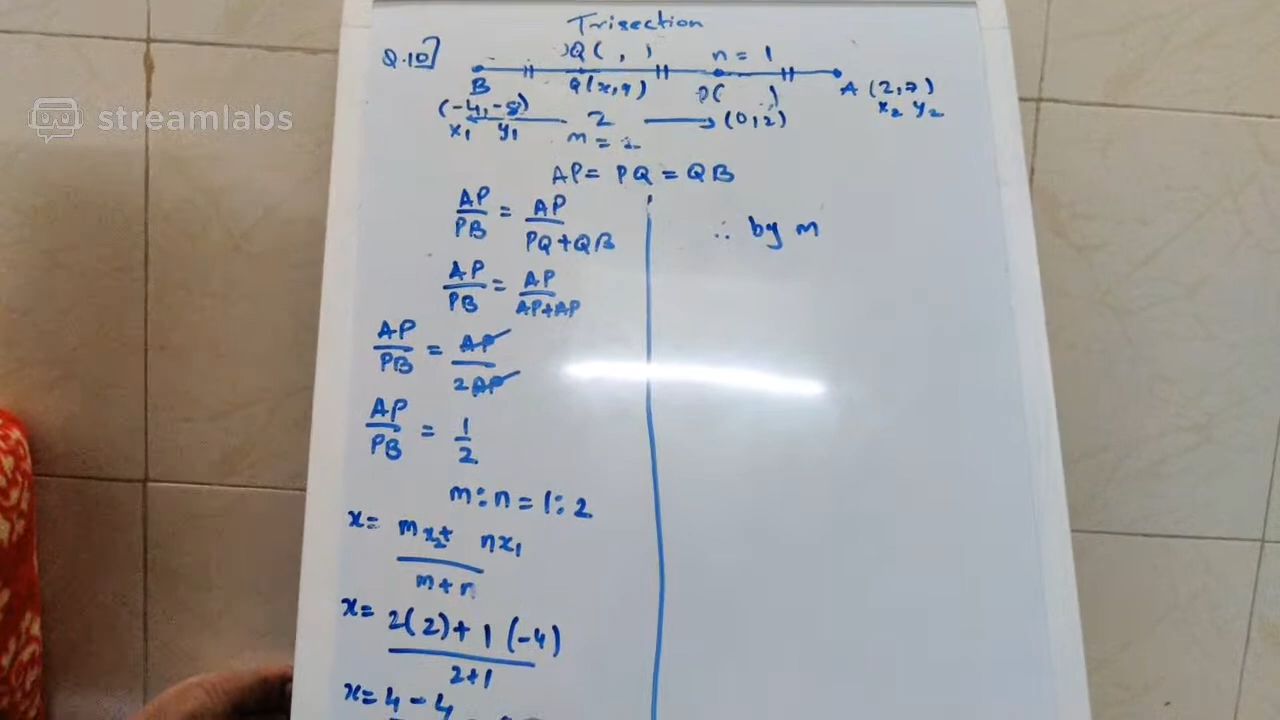 streamlabs
Trisection
Q.10]
Q( , ) n = 1
B Q(x,y) P( ) A (2,7)
(-4,-8) 2 (0,2) x₂ y₂
x₁ y₁ m =
AP = PQ = QB
AP/PB = AP/PQ+QB
AP/PB = AP/AP+AP
AP/PB = AP/2AP
AP/PB = 1/2
m:n = 1:2
x = mx₂+ nx₁/m+n
x = 2(2)+1(-4)/2+1
x = 4-4
∴ by m